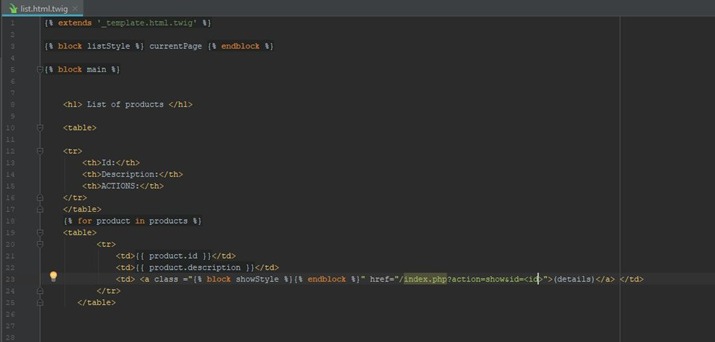 list.html.twig
1 {% extends '_template.html.twig' %}
2
3 {% block listStyle %} currentPage {% endblock %}
4
5 {% block main %}
6
7
8 <h1> List of products </h1>
9
10 <table>
11
12 <tr>
13 <th>Id:</th>
14 <th>Description:</th>
15 <th>ACTIONS:</th>
16 </tr>
17 </table>
18 {% for product in products %}
19 <table>
20 <tr>
21 <td>{{ product.id }}</td>
22 <td>{{ product.description }}</td>
23 <td> <a class ="{% block showStyle %}{% endblock %}" href="/index.php?action=show&id=<id>">(details)</a> </td>
24 </tr>
25 </table>
26
27
28